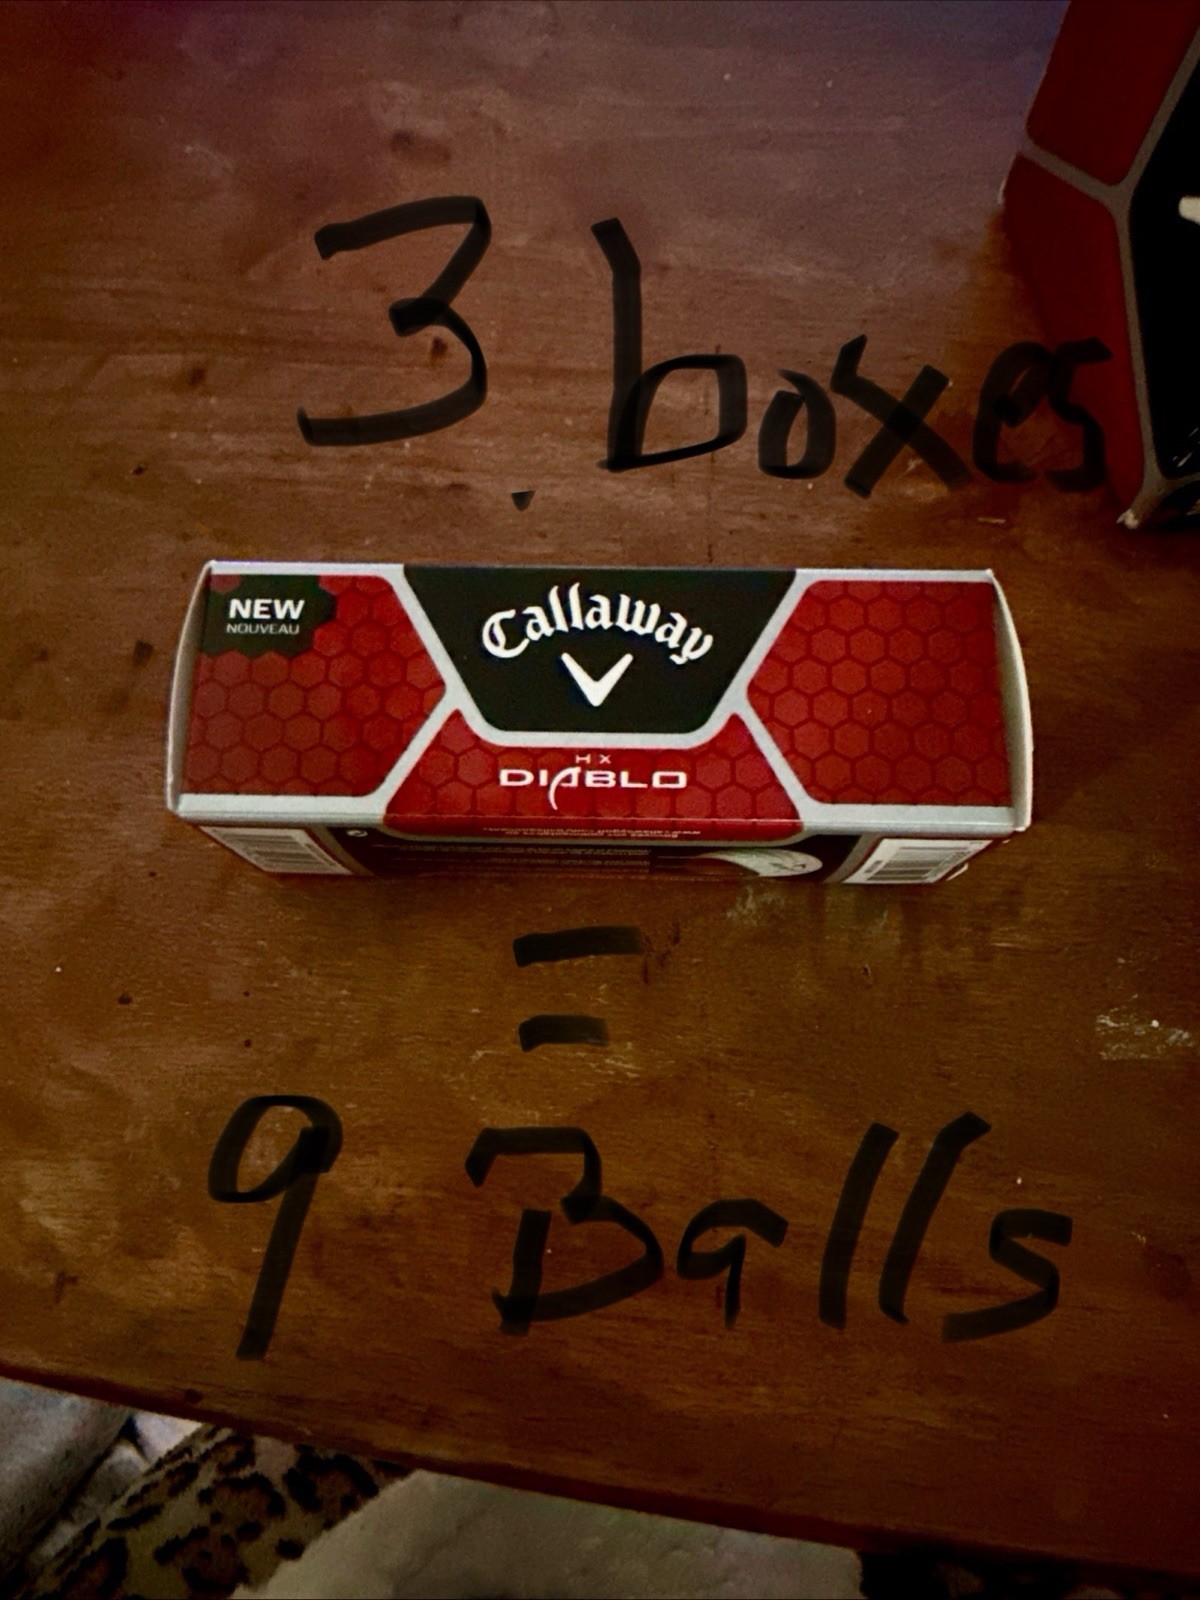 3 boxes
NEW
NOUVEAU
Callaway
HX
DIABLO
=
9 Balls